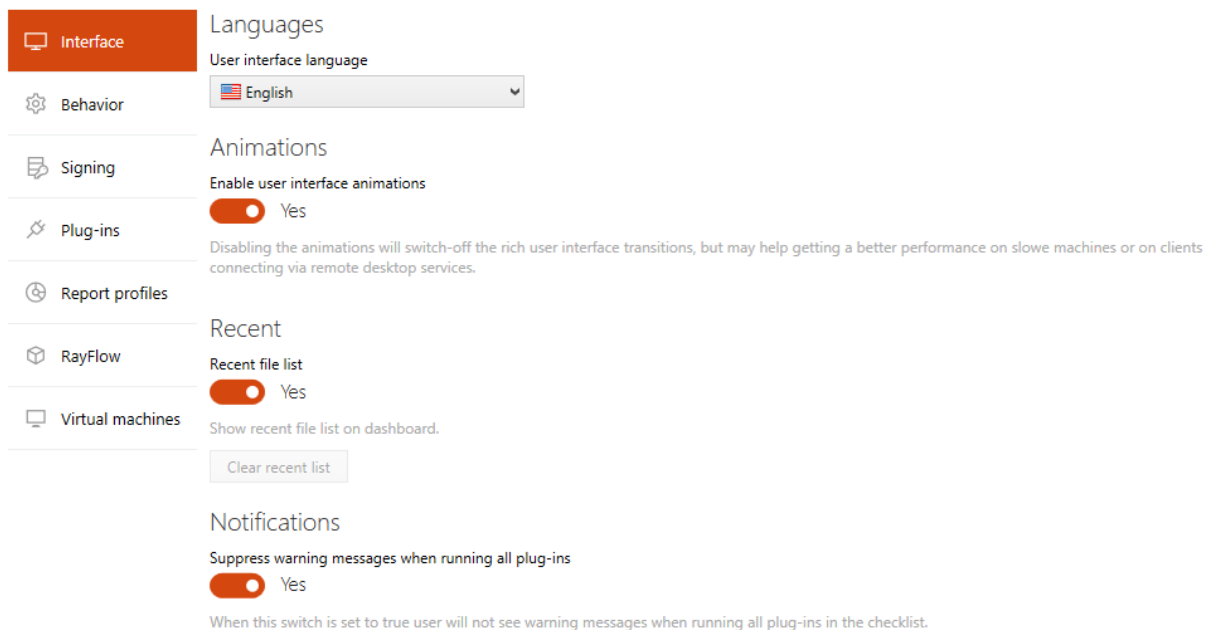 Interface
Behavior
Signing
Plug-ins
Report profiles
RayFlow
Virtual machines
Languages
User interface language
English
Animations
Enable user interface animations
Yes
Disabling the animations will switch-off the rich user interface transitions, but may help getting a better performance on slowe machines or on clients
connecting via remote desktop services.
Recent
Recent file list
Yes
Show recent file list on dashboard.
Clear recent list
Notifications
Suppress warning messages when running all plug-ins
Yes
When this switch is set to true user will not see warning messages when running all plug-ins in the checklist.